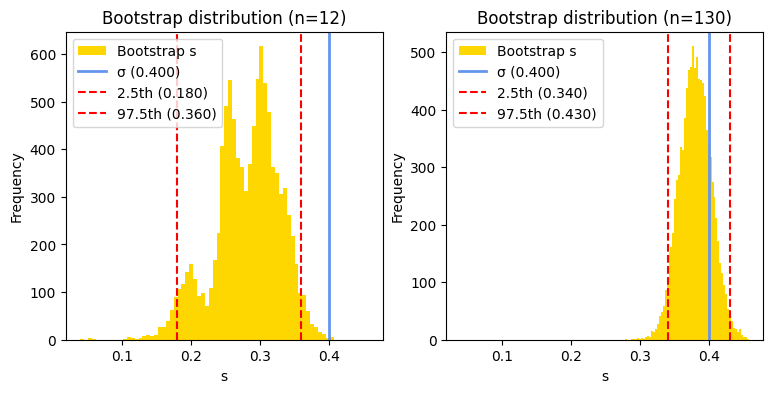 Bootstrap distribution (n=12)
Frequency
600
500
400
300
200
100
0
Bootstrap s
σ (0.400)
2.5th (0.180)
97.5th (0.360)
0.1 0.2 0.3 0.4
s
Bootstrap distribution (n=130)
Frequency
500
400
300
200
100
0
Bootstrap s
σ (0.400)
2.5th (0.340)
97.5th (0.430)
0.1 0.2 0.3 0.4
s